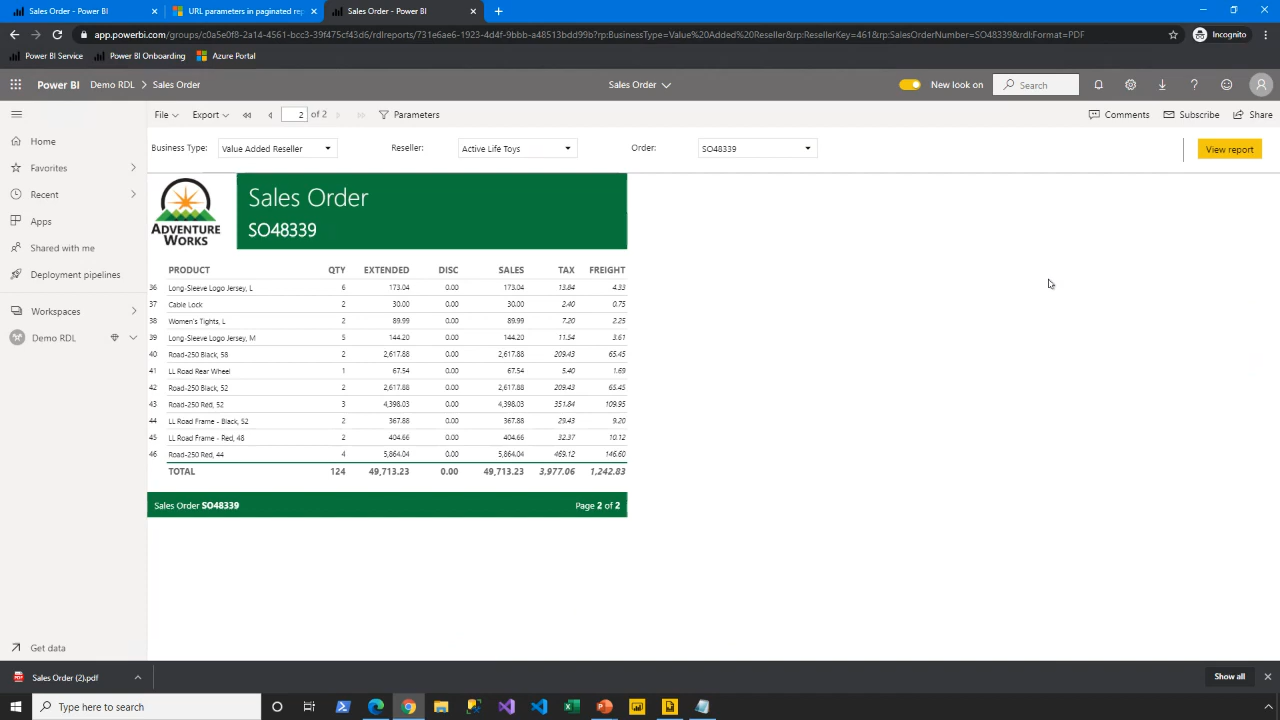 Sales Order - Power BI
URL parameters in paginated rep
Sales Order - Power BI
app.powerbi.com/groups/c0a5e0f8-2a14-4561-bcc3-39f475cf43d6/rdlreports/731e6ae6-1923-4d4f-9bbb-a48513bdd99b?rp:BusinessType=Value%20Added%20Reseller&rp:ResellerKey=461&rp:SalesOrderNumber=SO48339&rdl:Format=PDF
Incognito
Power BI Service
Power BI Onboarding
Azure Portal
Power BI
Demo RDL
Sales Order
Sales Order
New look on
Search
File
Export
2 of 2
Parameters
Comments
Subscribe
Share
Home
Favorites
Recent
Apps
Shared with me
Deployment pipelines
Workspaces
Demo RDL
Get data
Business Type: Value Added Reseller
Reseller: Active Life Toys
Order: SO48339
View report
ADVENTURE
WORKS
Sales Order
SO48339
PRODUCT QTY EXTENDED DISC SALES TAX FREIGHT
36 Long-Sleeve Logo Jersey, L 6 173.04 0.00 173.04 13.84 4.33
37 Cable Lock 2 30.00 0.00 30.00 2.40 0.75
38 Women's Tights, L 2 89.99 0.00 89.99 7.20 2.25
39 Long-Sleeve Logo Jersey, M 5 144.20 0.00 144.20 11.54 3.61
40 Road-250 Black, 58 2 2,617.88 0.00 2,617.88 209.43 65.45
41 LL Road Rear Wheel 1 67.54 0.00 67.54 5.40 1.69
42 Road-250 Black, 52 2 2,617.88 0.00 2,617.88 209.43 65.45
43 Road-250 Red, 52 3 4,398.03 0.00 4,398.03 351.84 109.95
44 LL Road Frame - Black, 52 2 367.88 0.00 367.88 29.43 9.20
45 LL Road Frame - Red, 48 2 404.66 0.00 404.66 32.37 10.12
46 Road-250 Red, 44 4 5,864.04 0.00 5,864.04 469.12 146.60
TOTAL 124 49,713.23 0.00 49,713.23 3,977.06 1,242.83
Sales Order SO48339
Page 2 of 2
Sales Order (2).pdf
Show all
Type here to search